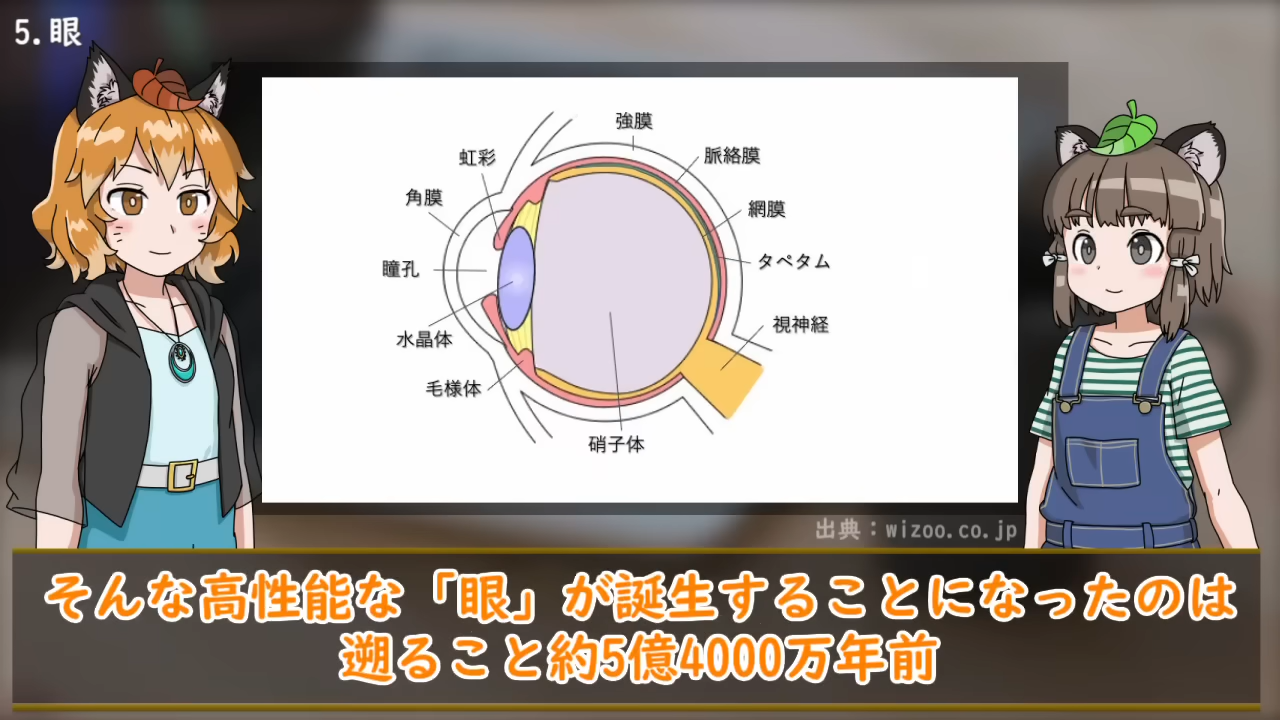 5.眼
強膜
虹彩
脈絡膜
角膜
網膜
瞳孔
タペタム
水晶体
視神経
毛様体
硝子体
出典：wizoo.co.jp
そんな高性能な「眼」が誕生することになったのは
遡ること約5億4000万年前